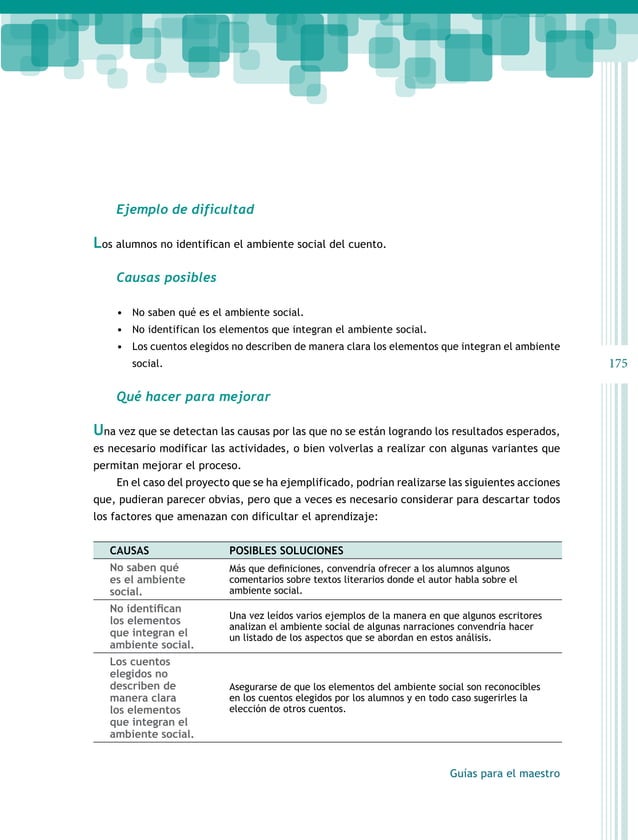 Ejemplo de dificultad
Los alumnos no identifican el ambiente social del cuento.
Causas posibles
• No saben qué es el ambiente social.
• No identifican los elementos que integran el ambiente social.
• Los cuentos elegidos no describen de manera clara los elementos que integran el ambiente
social.
175
Qué hacer para mejorar
Una vez que se detectan las causas por las que no se están logrando los resultados esperados,
es necesario modificar las actividades, o bien volverlas a realizar con algunas variantes que
permitan mejorar el proceso.
En el caso del proyecto que se ha ejemplificado, podrían realizarse las siguientes acciones
que, pudieran parecer obvias, pero que a veces es necesario considerar para descartar todos
los factores que amenazan con dificultar el aprendizaje:
CAUSAS
POSIBLES SOLUCIONES
No saben qué
es el ambiente
social.
Más que definiciones, convendría ofrecer a los alumnos algunos
comentarios sobre textos literarios donde el autor habla sobre el
ambiente social.
No identifican
los elementos
que integran el
ambiente social.
Una vez leídos varios ejemplos de la manera en que algunos escritores
analizan el ambiente social de algunas narraciones convendría hacer
un listado de los aspectos que se abordan en estos análisis.
Los cuentos
elegidos no
describen de
manera clara
los elementos
que integran el
ambiente social.
Asegurarse de que los elementos del ambiente social son reconocibles
en los cuentos elegidos por los alumnos y en todo caso sugerirles la
elección de otros cuentos.
Guías para el maestro